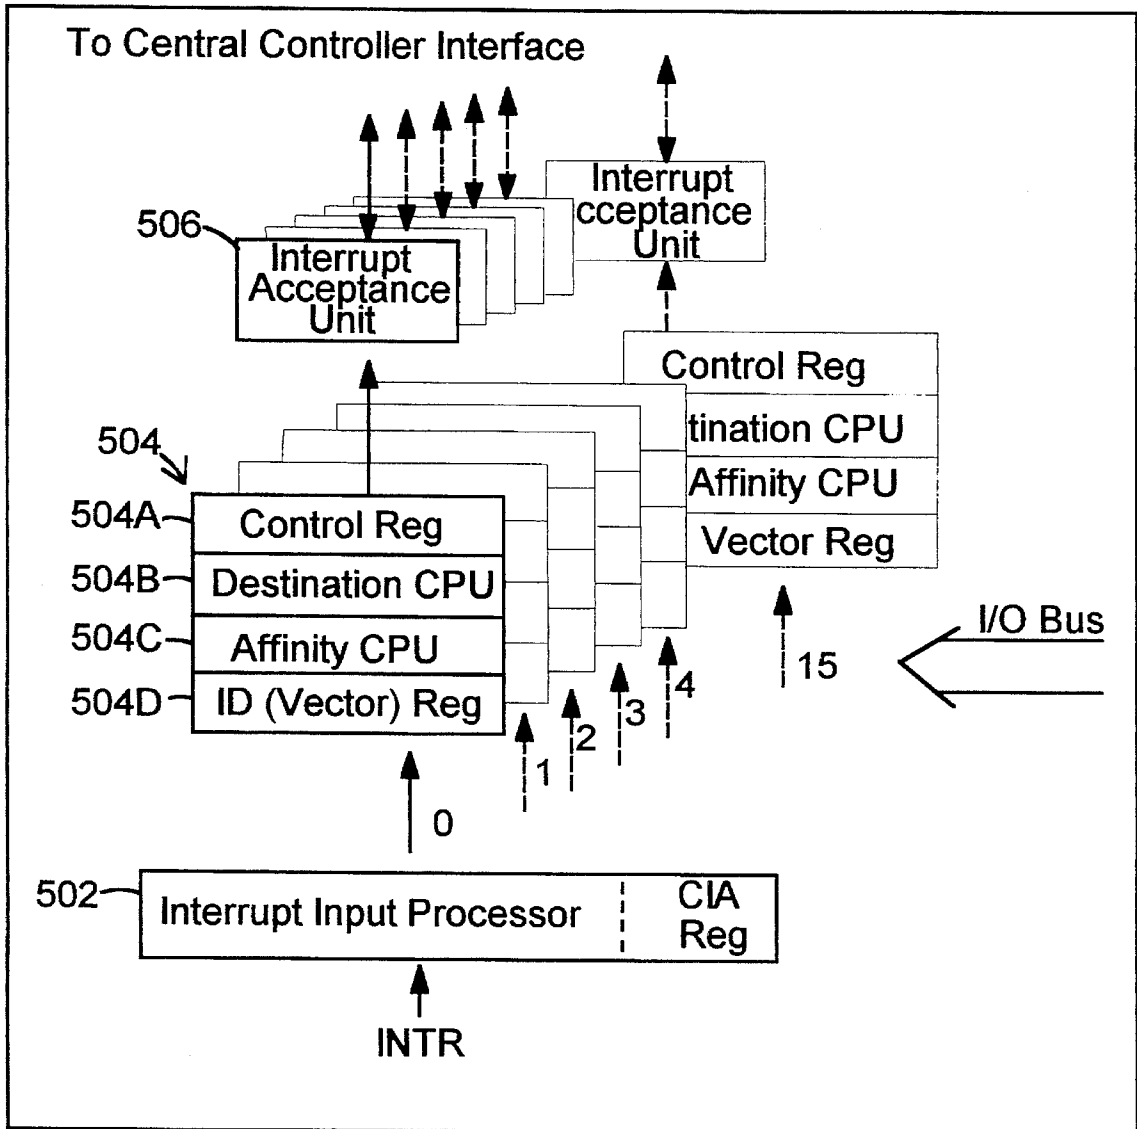 To Central Controller Interface
Interrupt
cceptance
Unit
506
Interrupt
Acceptance
Unit
Control Reg
tination CPU
Affinity CPU
Vector Reg
504
504A
Control Reg
504B
Destination CPU
504C
Affinity CPU
504D
ID (Vector) Reg
I/O Bus
15
4
3
2
1
0
502
Interrupt Input Processor
CIA
Reg
INTR